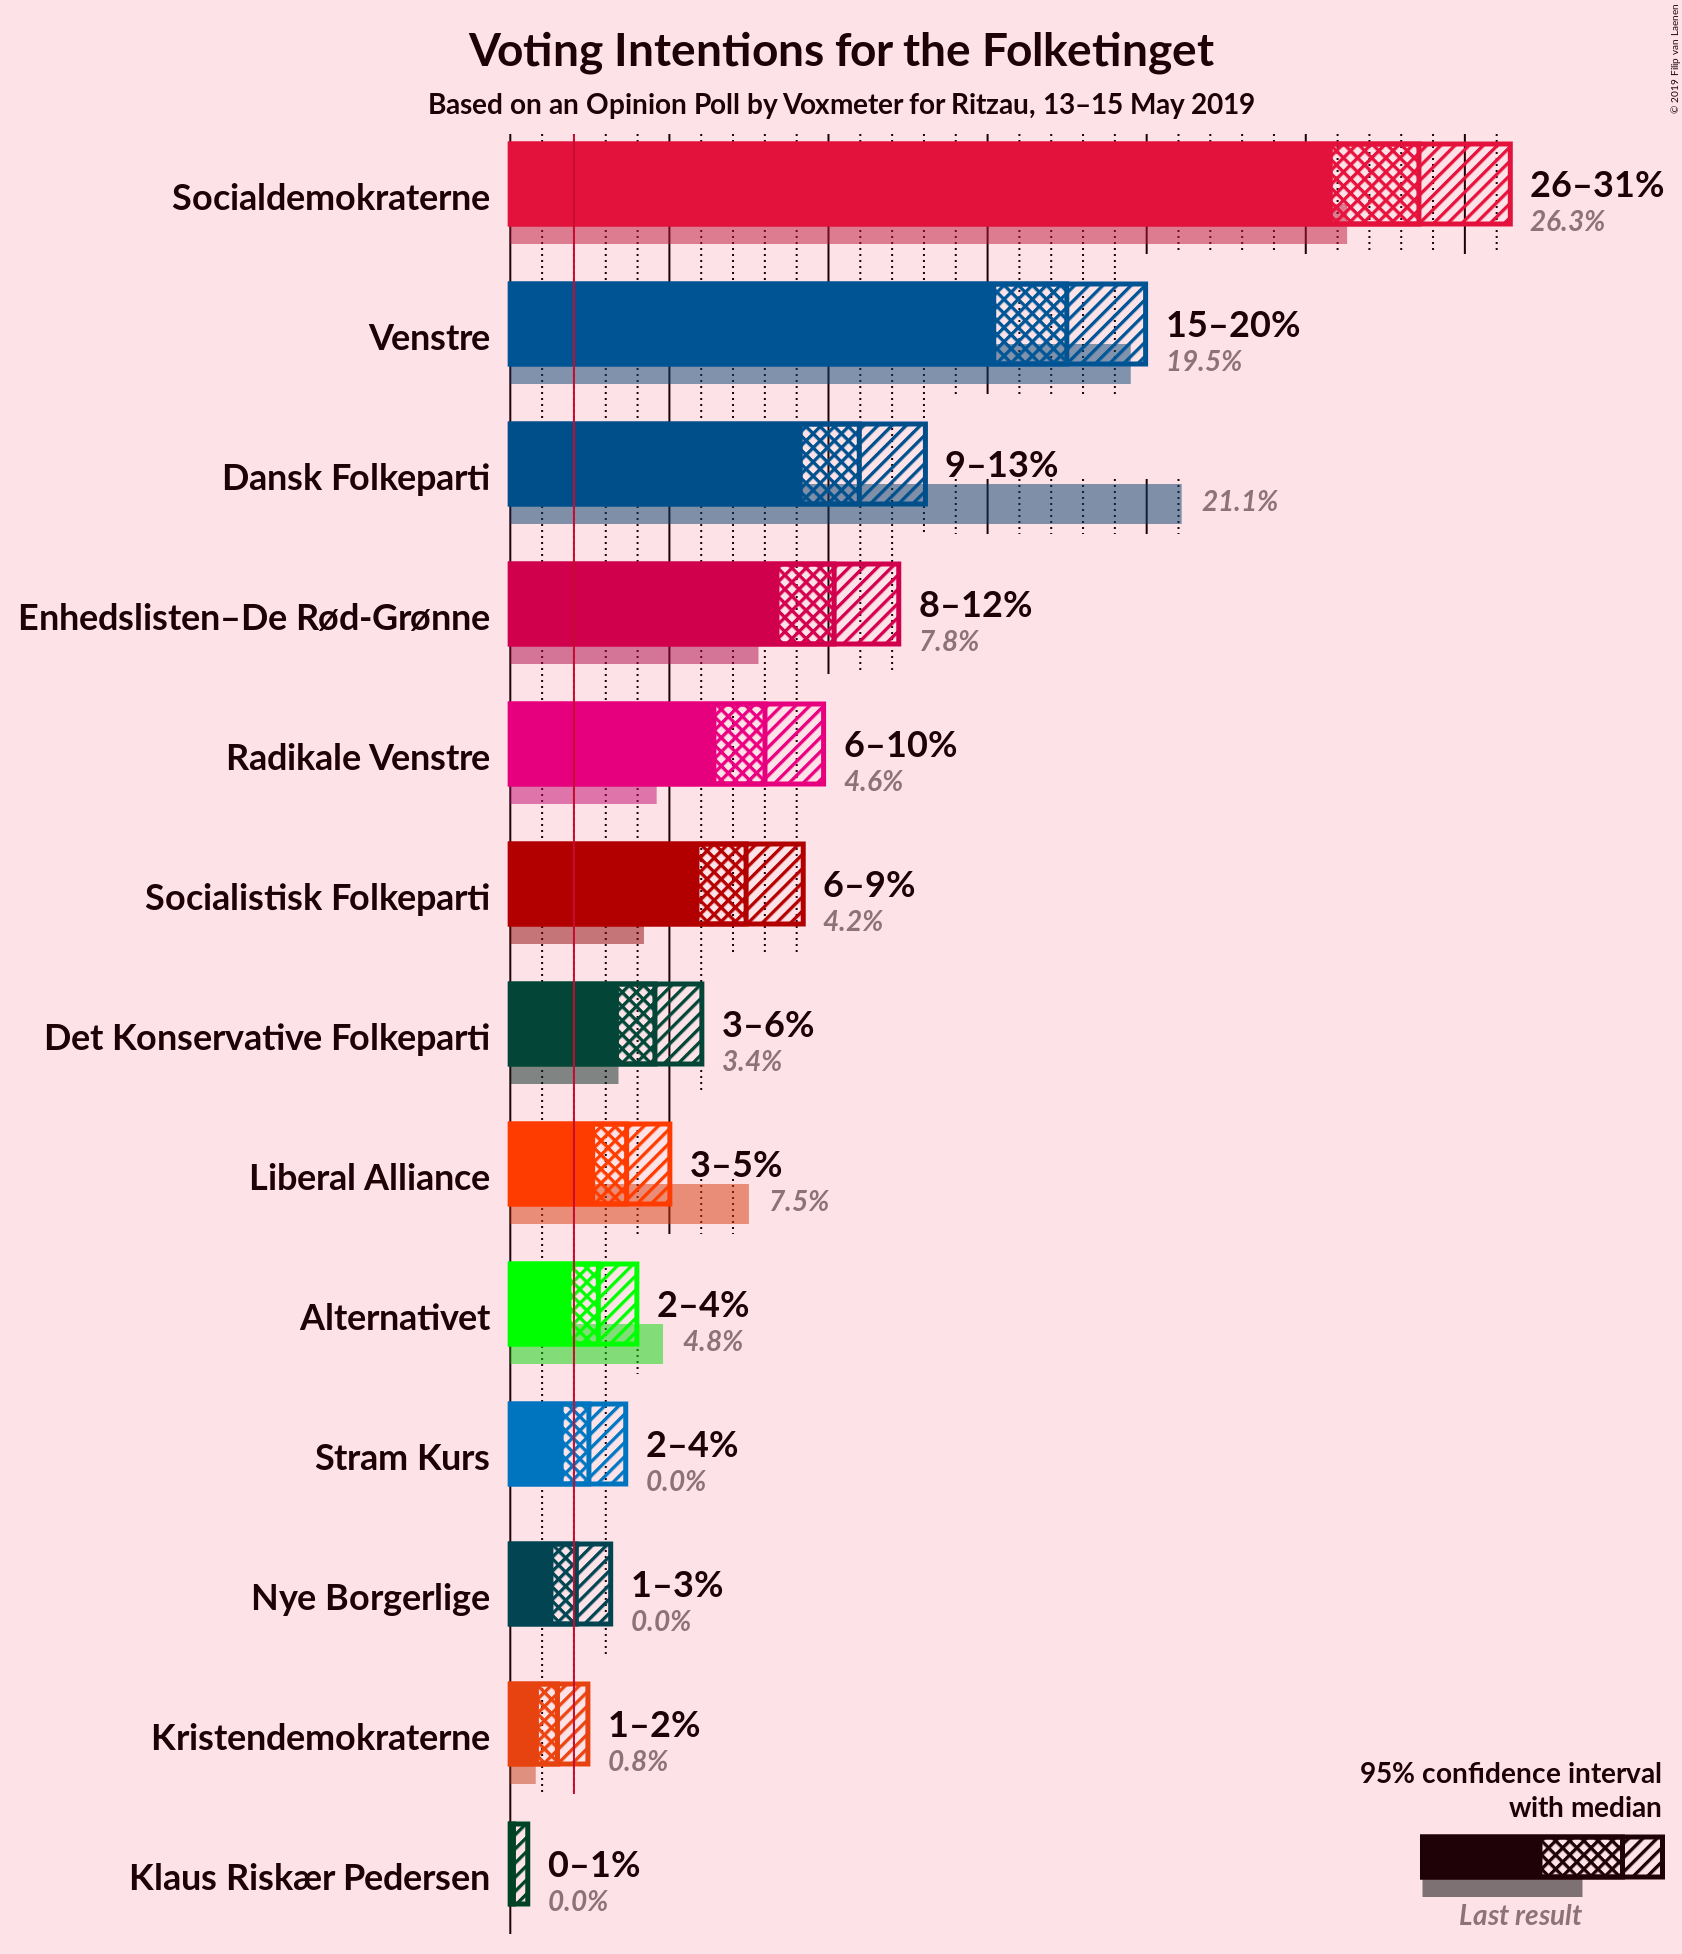 Voting Intentions for the Folketinget
Based on an Opinion Poll by Voxmeter for Ritzau, 13–15 May 2019
© 2019 Filip van Laenen
Socialdemokraterne
26–31%
26.3%
Venstre
15–20%
19.5%
Dansk Folkeparti
9–13%
21.1%
Enhedslisten–De Rød-Grønne
8–12%
7.8%
Radikale Venstre
6–10%
4.6%
Socialistisk Folkeparti
6–9%
4.2%
Det Konservative Folkeparti
3–6%
3.4%
Liberal Alliance
3–5%
7.5%
Alternativet
2–4%
4.8%
Stram Kurs
2–4%
0.0%
Nye Borgerlige
1–3%
0.0%
Kristendemokraterne
1–2%
0.8%
Klaus Riskær Pedersen
0–1%
0.0%
95% confidence interval
with median
Last result